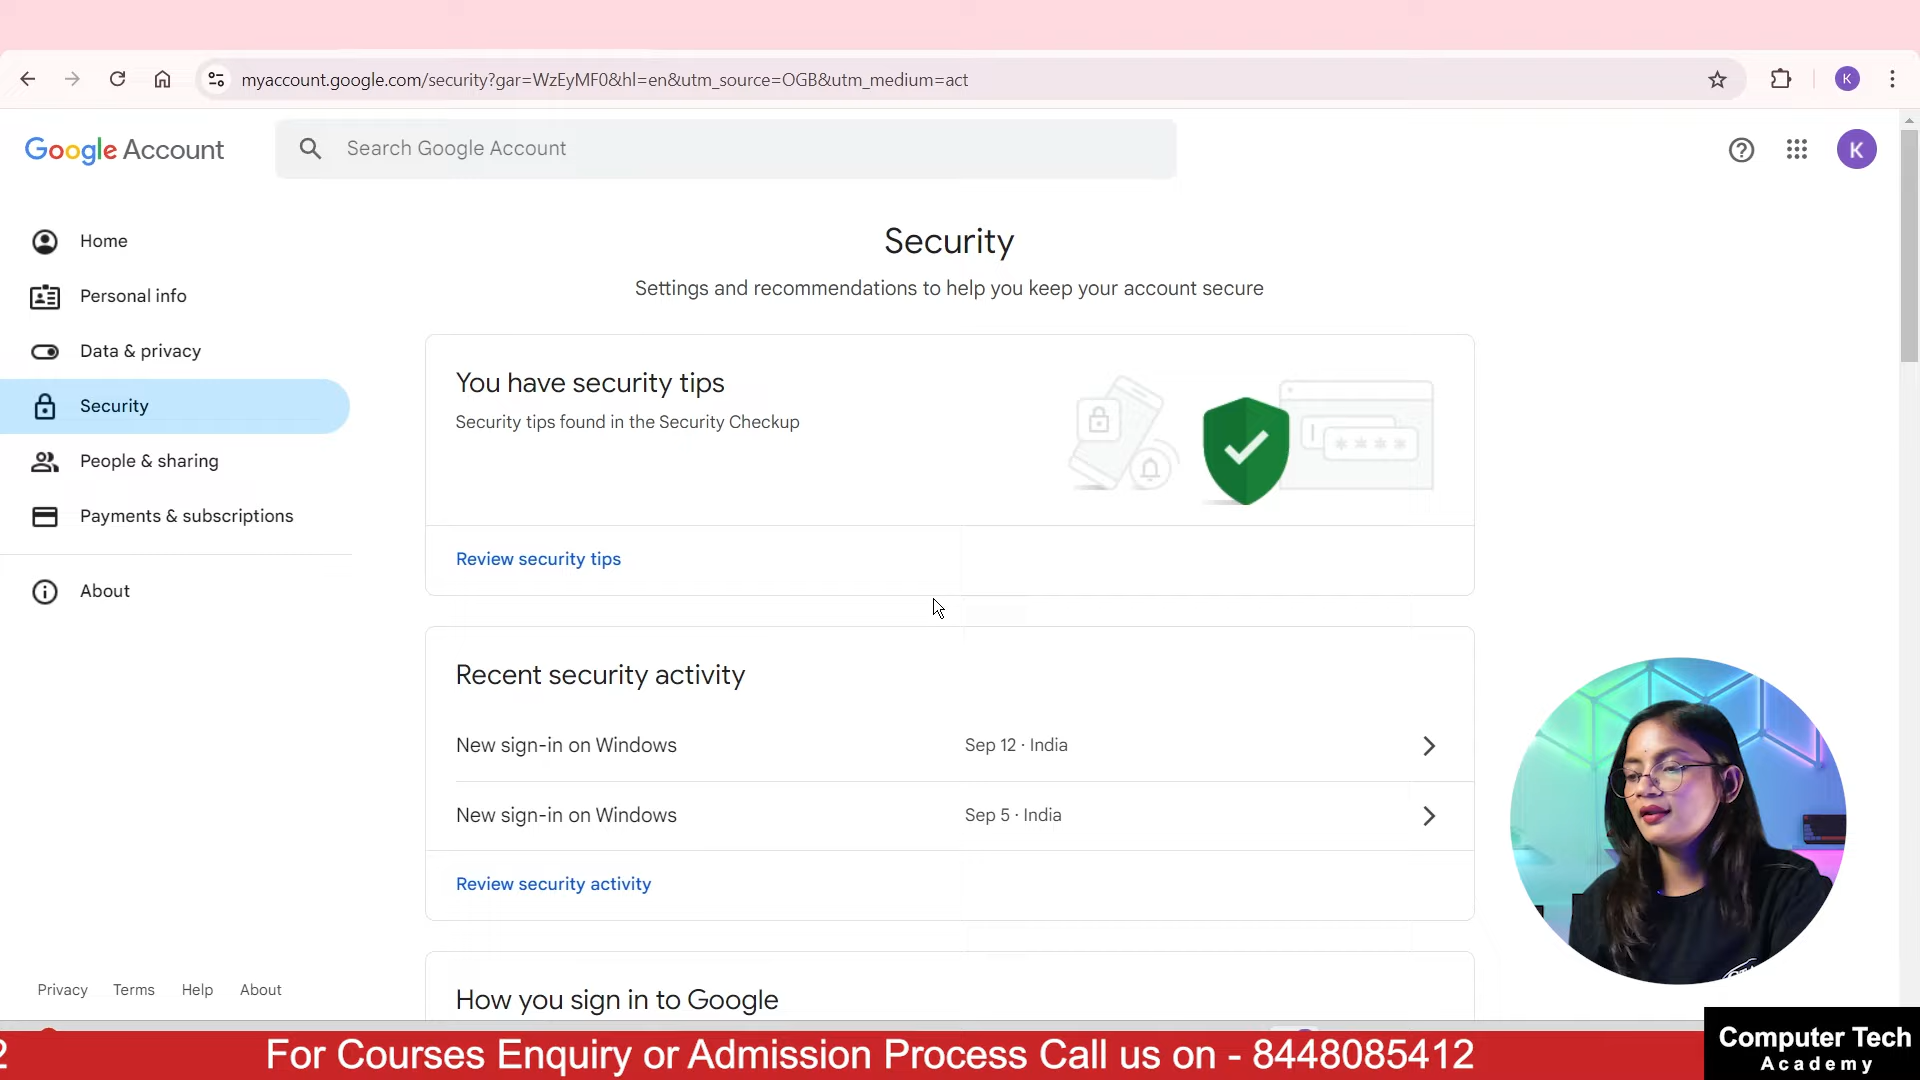 myaccount.google.com/security?gar=WzEyMF0&hl=en&utm_source=OGB&utm_medium=act
K
Google Account
Search Google Account
K
Home
Personal info
Data & privacy
Security
People & sharing
Payments & subscriptions
About
Security
Settings and recommendations to help you keep your account secure
You have security tips
Security tips found in the Security Checkup
Review security tips
Recent security activity
New sign-in on Windows Sep 12 · India
New sign-in on Windows Sep 5 · India
Review security activity
How you sign in to Google
Privacy Terms Help About
2 For Courses Enquiry or Admission Process Call us on - 8448085412
Computer Tech
Academy